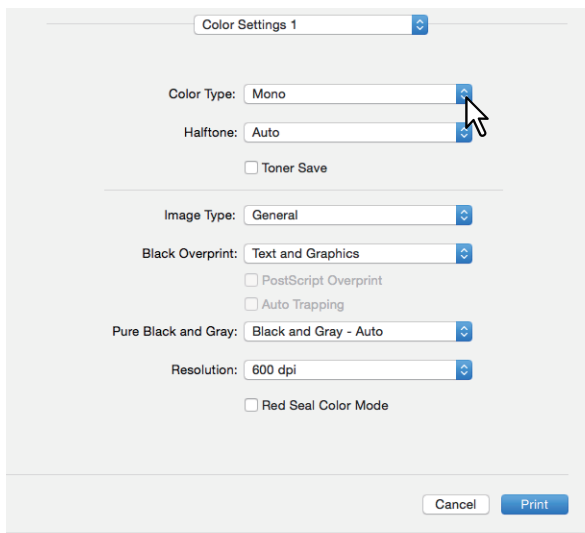 Color Settings 1
Color Type: Mono
Halftone: Auto
Toner Save
Image Type: General
Black Overprint: Text and Graphics
PostScript Overprint
Auto Trapping
Pure Black and Gray: Black and Gray - Auto
Resolution: 600 dpi
Red Seal Color Mode
Cancel Print